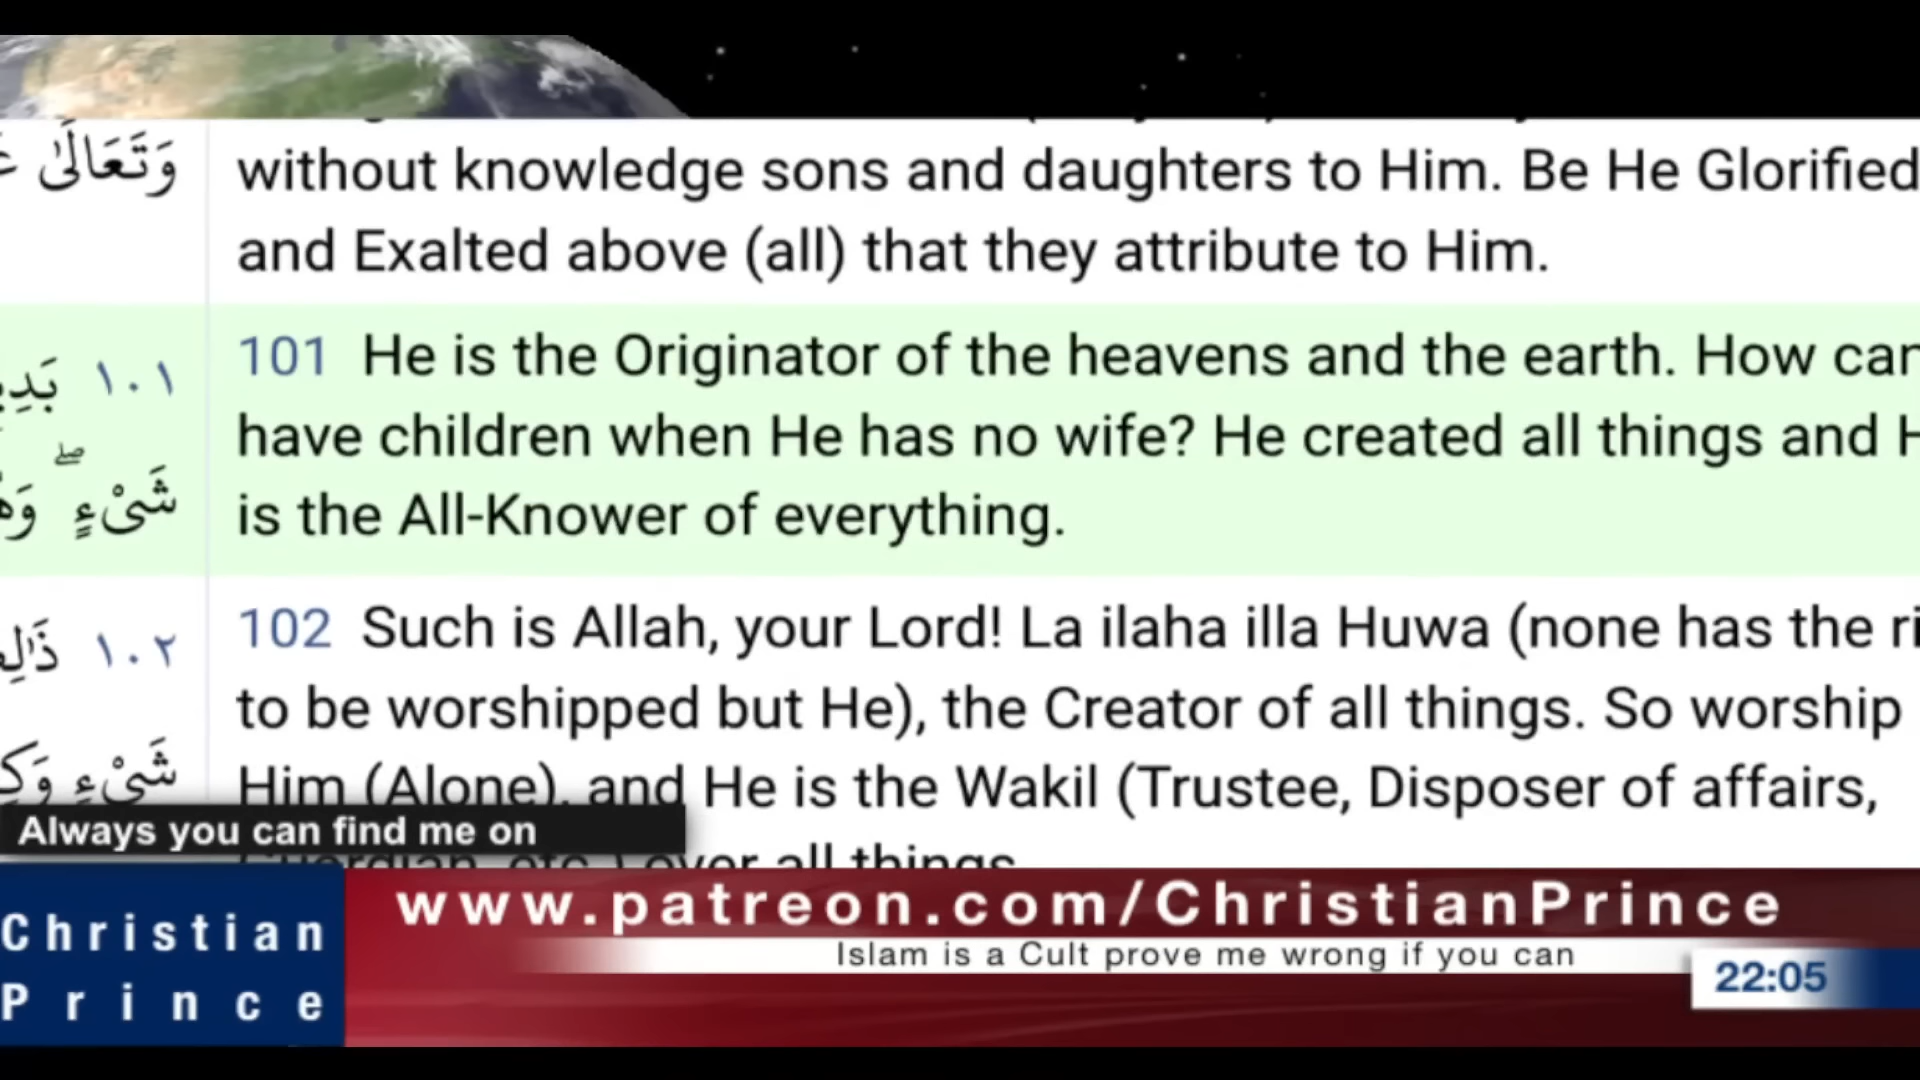 وَتَعَالَىٰ
without knowledge sons and daughters to Him. Be He Glorified
and Exalted above (all) that they attribute to Him.
١٠١
101 He is the Originator of the heavens and the earth. How can
have children when He has no wife? He created all things and
شَىْءٍ ۖ
is the All-Knower of everything.
١٠٢
102 Such is Allah, your Lord! La ilaha illa Huwa (none has the
to be worshipped but He), the Creator of all things. So worship
شَىْءٍ
Him (Alone), and He is the Wakil (Trustee, Disposer of affairs,
over all things.
Always you can find me on
Christian
Prince
www.patreon.com/ChristianPrince
Islam is a Cult prove me wrong if you can
22:05